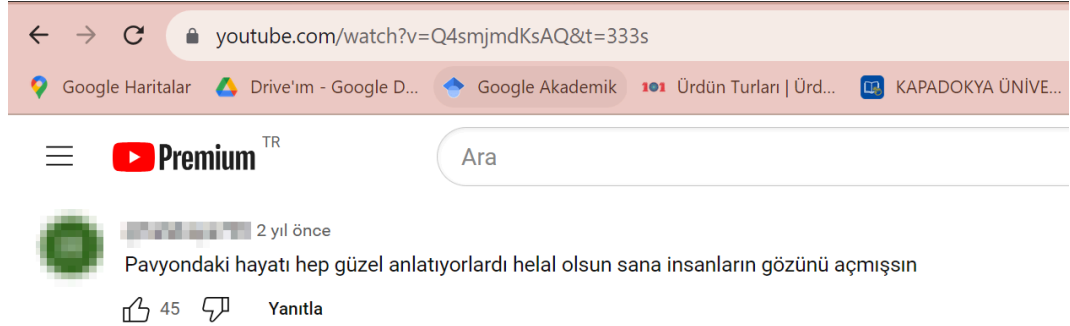 youtube.com/watch?v=Q4smjmdKsAQ&t=333s
Google Haritalar Drive'ım - Google D... Google Akademik 101 Ürdün Turları | Ürd... KAPADOKYA ÜNİVE...
Premium TR Ara
2 yıl önce
Pavyondaki hayatı hep güzel anlatıyorlardı helal olsun sana insanların gözünü açmışsın
45 Yanıtla